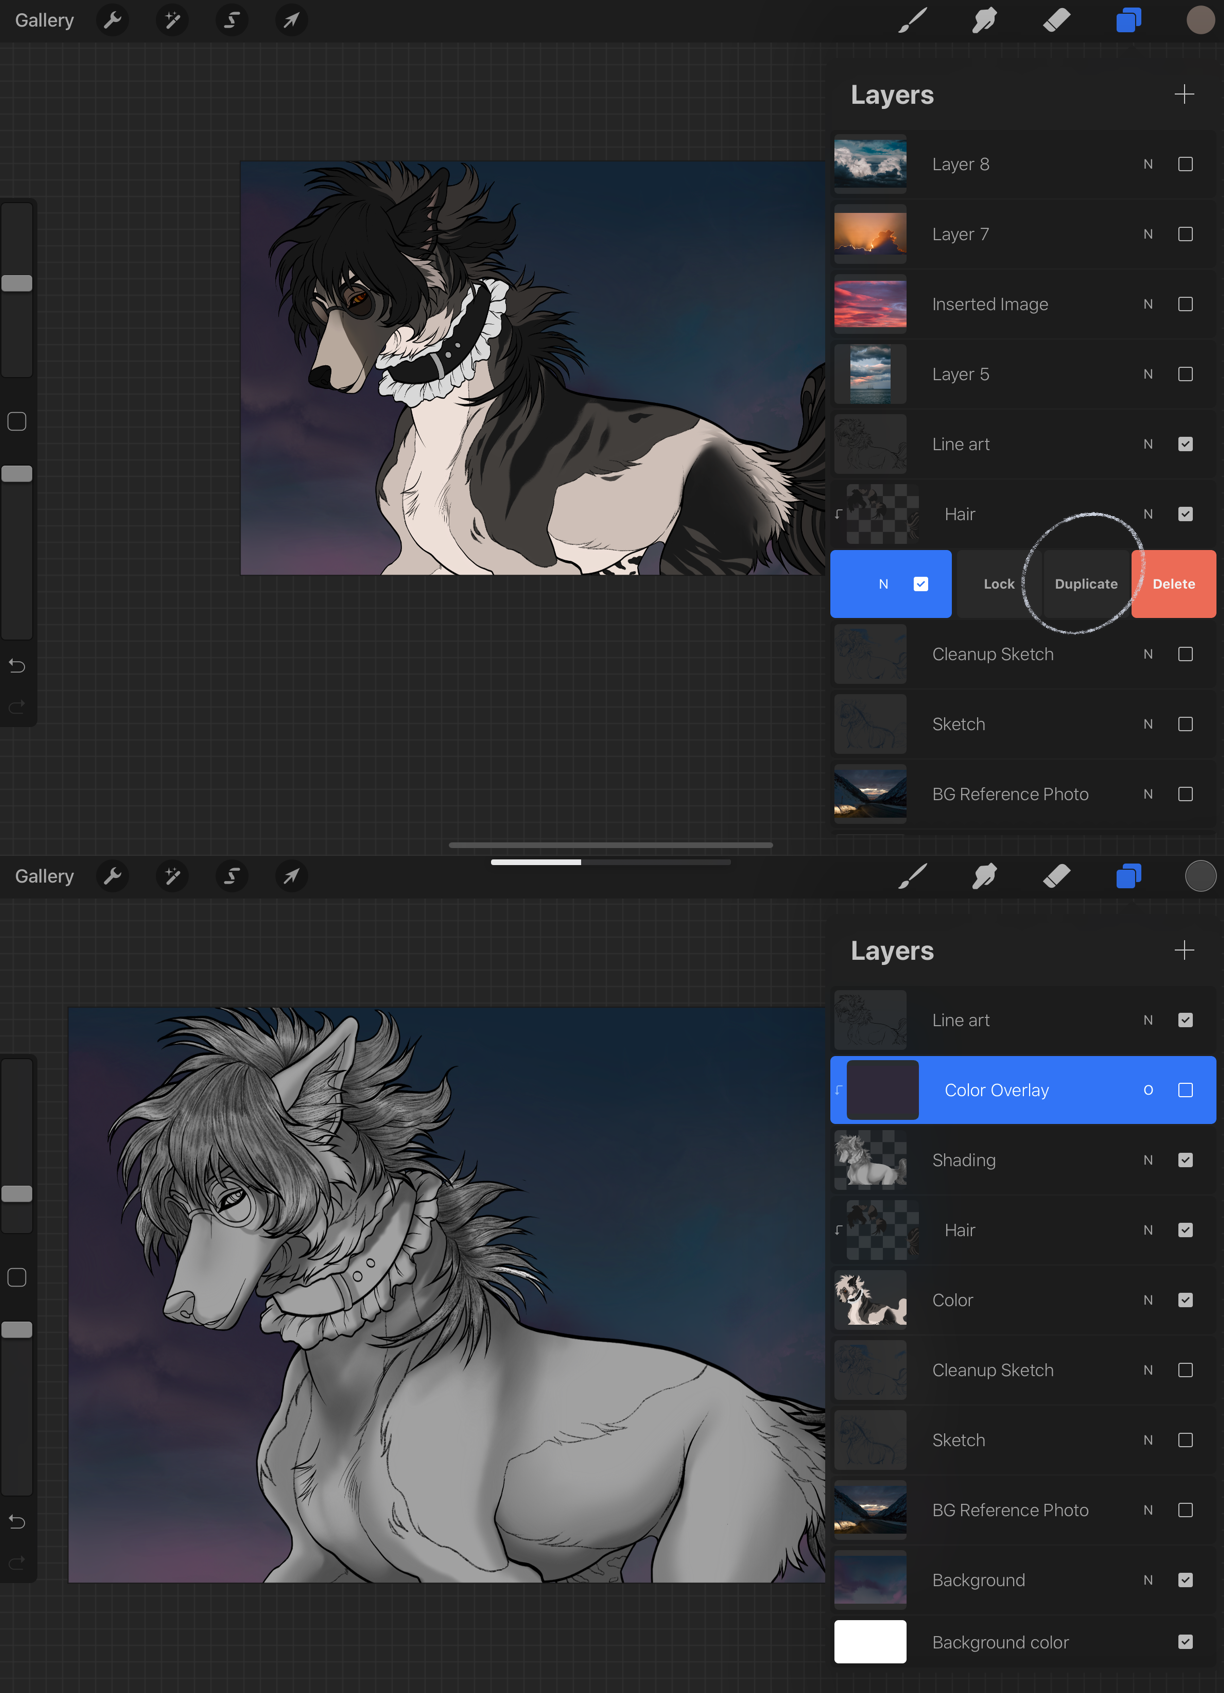 Gallery
Layers
Layer 8 N
Layer 7 N
Inserted Image N
Layer 5 N
Line art N
Hair N
N Lock Duplicate Delete
Cleanup Sketch N
Sketch N
BG Reference Photo N
Gallery
Layers
Line art N
Color Overlay O
Shading N
Hair N
Color N
Cleanup Sketch N
Sketch N
BG Reference Photo N
Background N
Background color